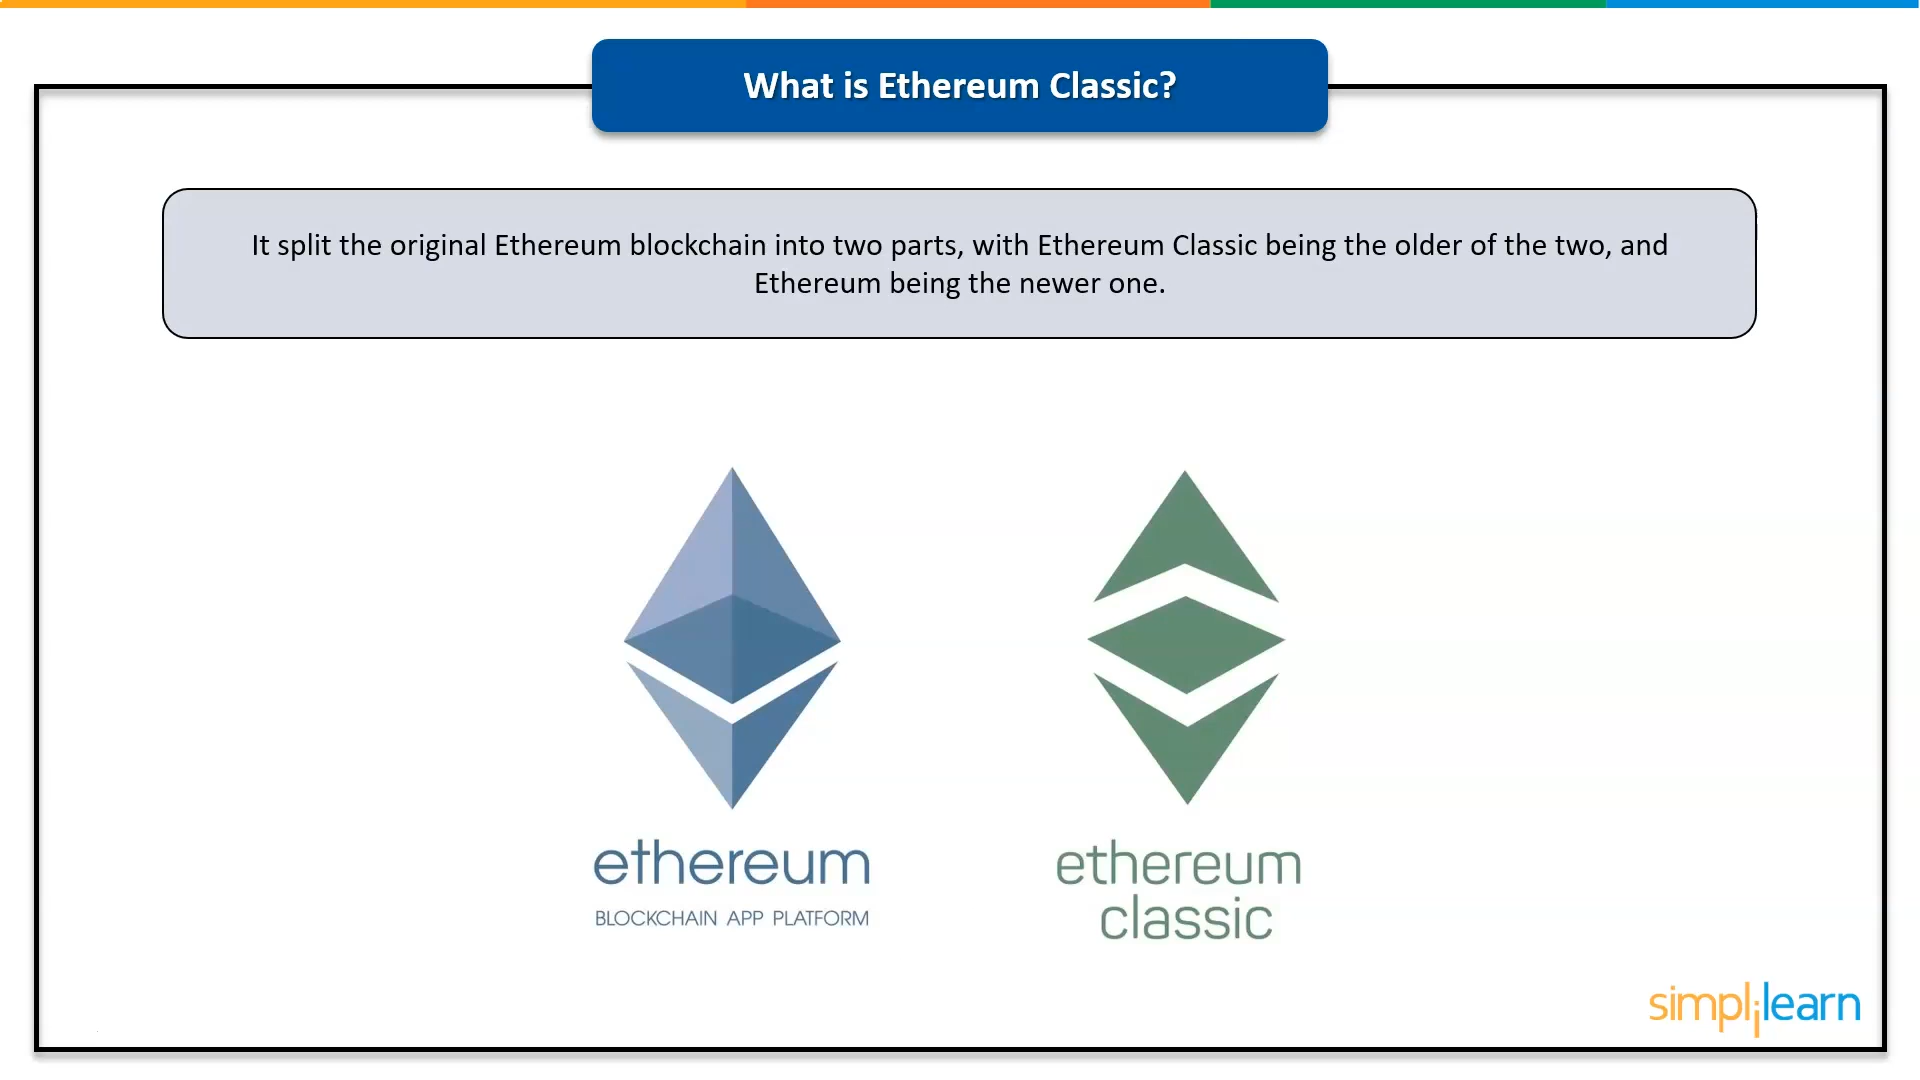 What is Ethereum Classic?
It split the original Ethereum blockchain into two parts, with Ethereum Classic being the older of the two, and
Ethereum being the newer one.
ethereum
BLOCKCHAIN APP PLATFORM
ethereum
classic
simplilearn